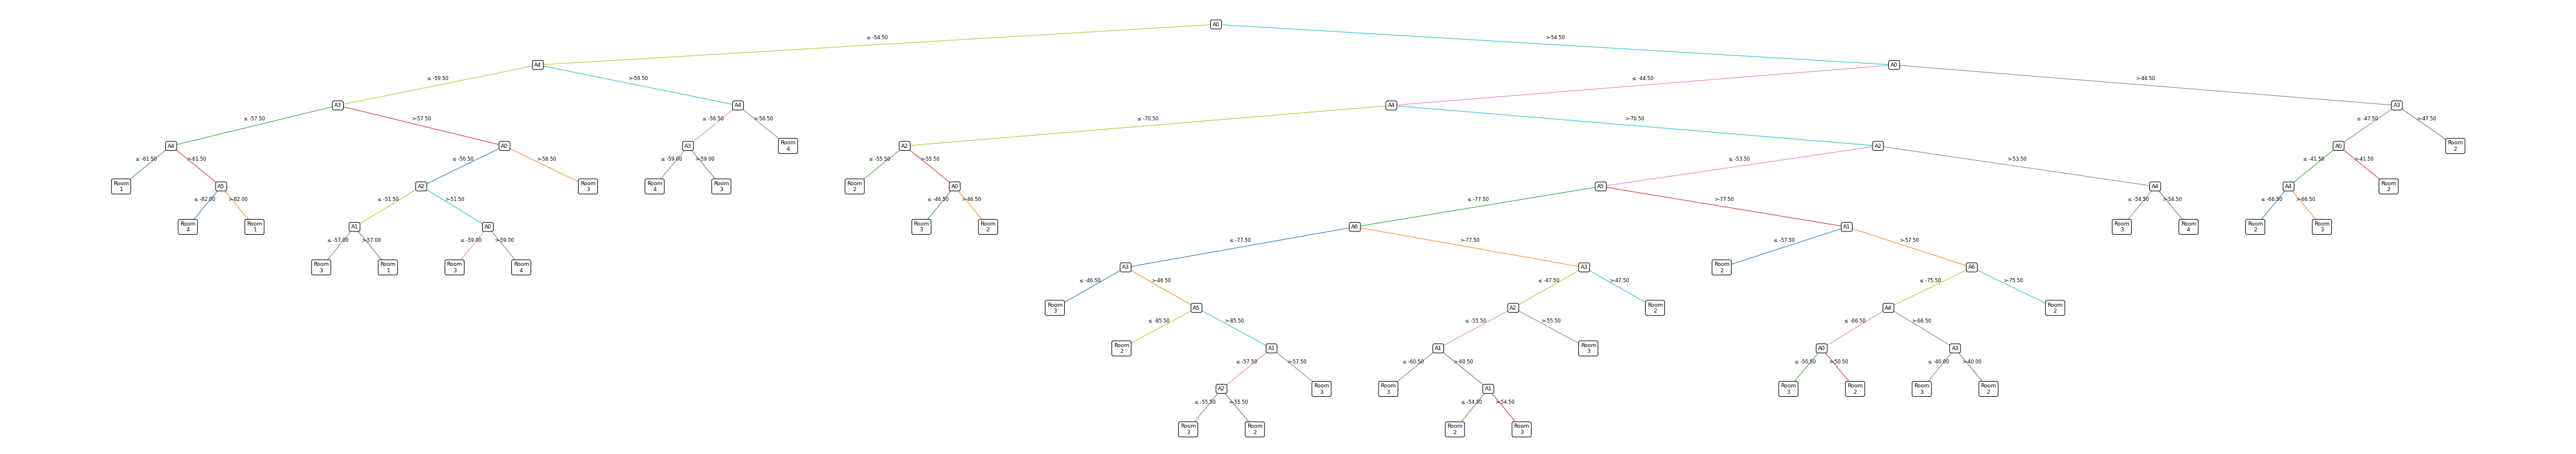 A0
≤ -54.50
>-54.50
A4
A0
≤ -59.50
>-59.50
≤ -44.50
>-44.50
A3
A4
A4
A3
≤ -57.50
>-57.50
≤ -56.50
>-56.50
≤ -70.50
>-70.50
≤ -47.50
>-47.50
A4
A0
A3
Room
4
A2
A2
A0
Room
2
≤ -61.50
>-61.50
≤ -56.50
>-56.50
≤ -59.00
>-59.00
≤ -55.50
>-55.50
≤ -53.50
>-53.50
≤ -41.50
>-41.50
Room
1
A5
A2
Room
3
Room
4
Room
3
Room
2
A0
A5
A4
A4
Room
2
≤ -82.00
>-82.00
≤ -51.50
>-51.50
≤ -46.50
>-46.50
≤ -77.50
>-77.50
≤ -54.50
>-54.50
≤ -66.50
>-66.50
Room
4
Room
1
A1
A0
Room
3
Room
2
A6
A1
Room
3
Room
4
Room
2
Room
3
≤ -57.00
>-57.00
≤ -59.00
>-59.00
≤ -77.50
>-77.50
≤ -57.50
>-57.50
Room
3
Room
1
Room
3
Room
4
A3
A3
Room
2
A6
≤ -46.50
>-46.50
≤ -47.50
>-47.50
≤ -75.50
>-75.50
Room
3
A5
A2
Room
2
A4
Room
2
≤ -85.50
>-85.50
≤ -55.50
>-55.50
≤ -66.50
>-66.50
Room
2
A1
A1
Room
3
A0
A3
≤ -57.50
>-57.50
≤ -60.50
>-60.50
≤ -50.50
>-50.50
≤ -40.00
>-40.00
A2
Room
3
Room
3
A1
Room
3
Room
2
Room
3
Room
2
≤ -55.50
>-55.50
≤ -54.50
>-54.50
Room
3
Room
2
Room
2
Room
3